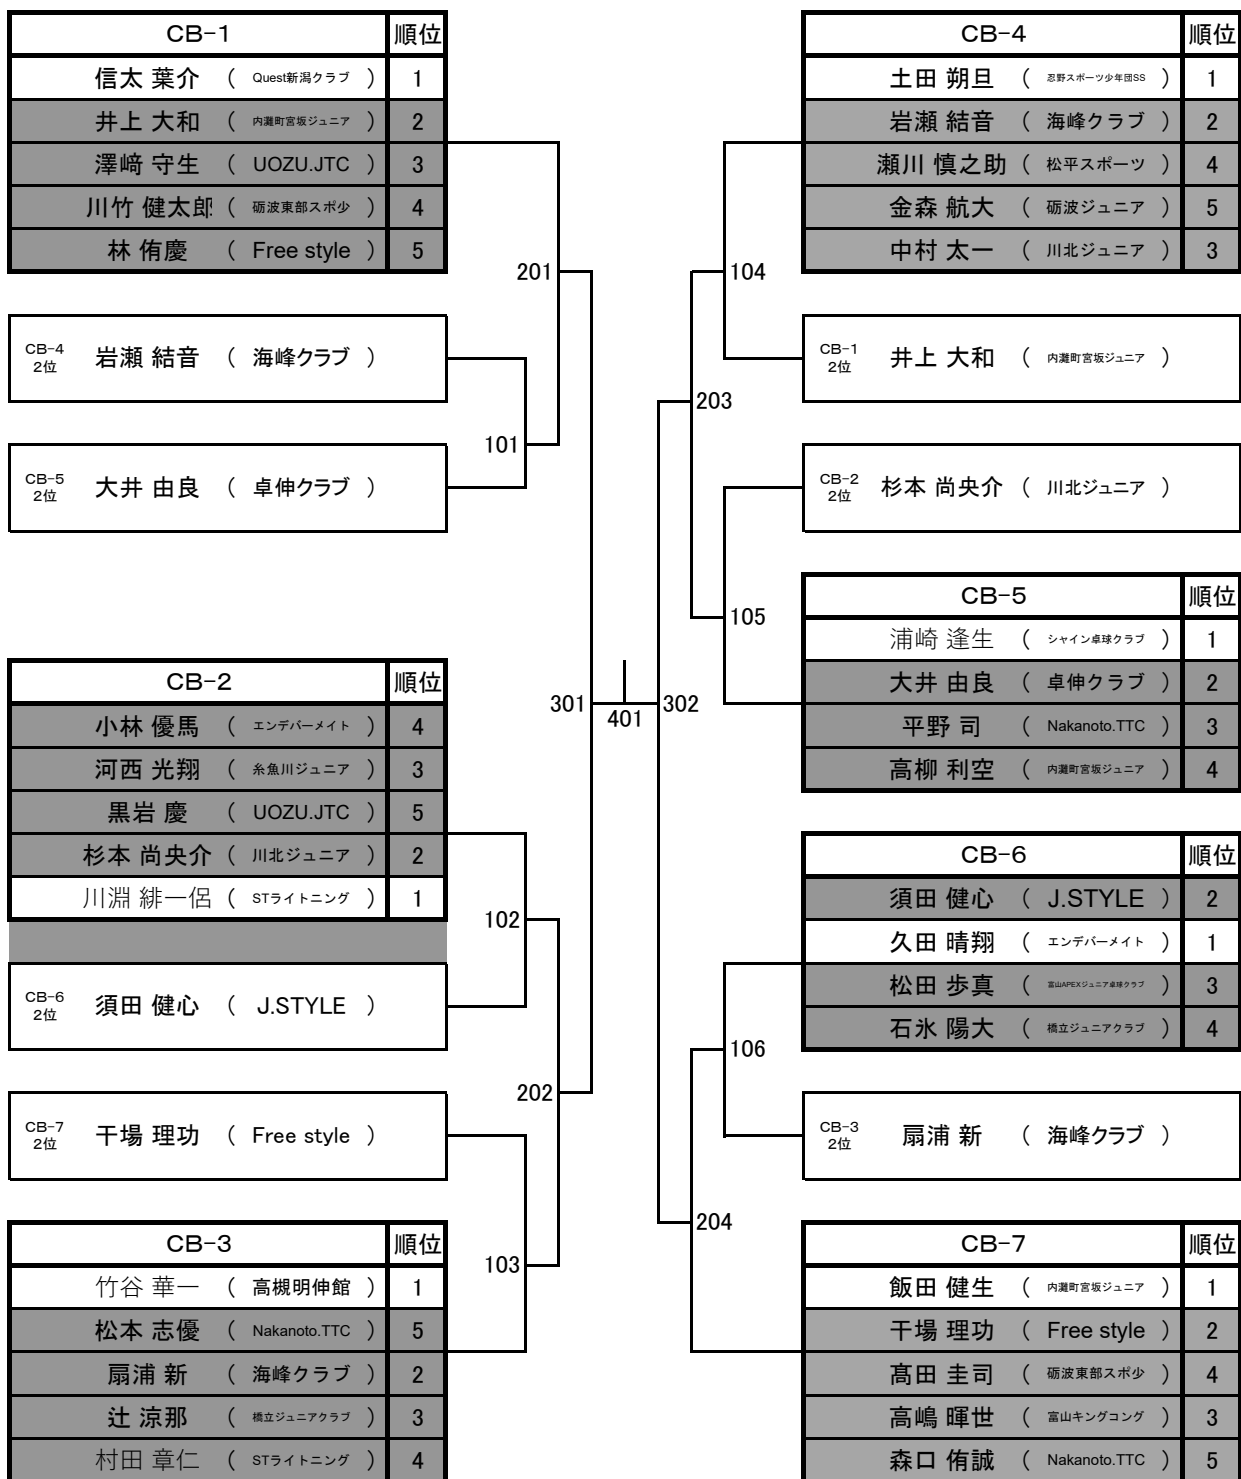 CB-1 順位
信太 葉介 ( Quest新潟クラブ ) 1
井上 大和 ( 内灘町宮坂ジュニア ) 2
澤﨑 守生 ( UOZU.JTC ) 3
川竹 健太郎 ( 砺波東部スポ少 ) 4
林 侑慶 ( Free style ) 5
201
CB-4 2位 岩瀬 結音 ( 海峰クラブ )
101
CB-5 2位 大井 由良 ( 卓伸クラブ )
301
CB-2 順位
小林 優馬 ( エンデバーメイト ) 4
河西 光翔 ( 糸魚川ジュニア ) 3
黒岩 慶 ( UOZU.JTC ) 5
杉本 尚央介 ( 川北ジュニア ) 2
川淵 緋一侶 ( STライトニング ) 1
102
CB-6 2位 須田 健心 ( J.STYLE )
202
CB-7 2位 干場 理功 ( Free style )
103
CB-3 順位
竹谷 華一 ( 高槻明伸館 ) 1
松本 志優 ( Nakanoto.TTC ) 5
扇浦 新 ( 海峰クラブ ) 2
辻 涼那 ( 橋立ジュニアクラブ ) 3
村田 章仁 ( STライトニング ) 4
401
CB-4 順位
土田 朔旦 ( 忍野スポーツ少年団SS ) 1
岩瀬 結音 ( 海峰クラブ ) 2
瀬川 慎之助 ( 松平スポーツ ) 4
金森 航大 ( 砺波ジュニア ) 5
中村 太一 ( 川北ジュニア ) 3
104
CB-1 2位 井上 大和 ( 内灘町宮坂ジュニア )
203
CB-2 2位 杉本 尚央介 ( 川北ジュニア )
105
CB-5 順位
浦崎 逢生 ( シャイン卓球クラブ ) 1
大井 由良 ( 卓伸クラブ ) 2
平野 司 ( Nakanoto.TTC ) 3
高柳 利空 ( 内灘町宮坂ジュニア ) 4
302
CB-6 順位
須田 健心 ( J.STYLE ) 2
久田 晴翔 ( エンデバーメイト ) 1
松田 歩真 ( 富山APEXジュニア卓球クラブ ) 3
石氷 陽大 ( 橋立ジュニアクラブ ) 4
106
CB-3 2位 扇浦 新 ( 海峰クラブ )
204
CB-7 順位
飯田 健生 ( 内灘町宮坂ジュニア ) 1
干場 理功 ( Free style ) 2
髙田 圭司 ( 砺波東部スポ少 ) 4
高嶋 暉世 ( 富山キングコング ) 3
森口 侑誠 ( Nakanoto.TTC ) 5